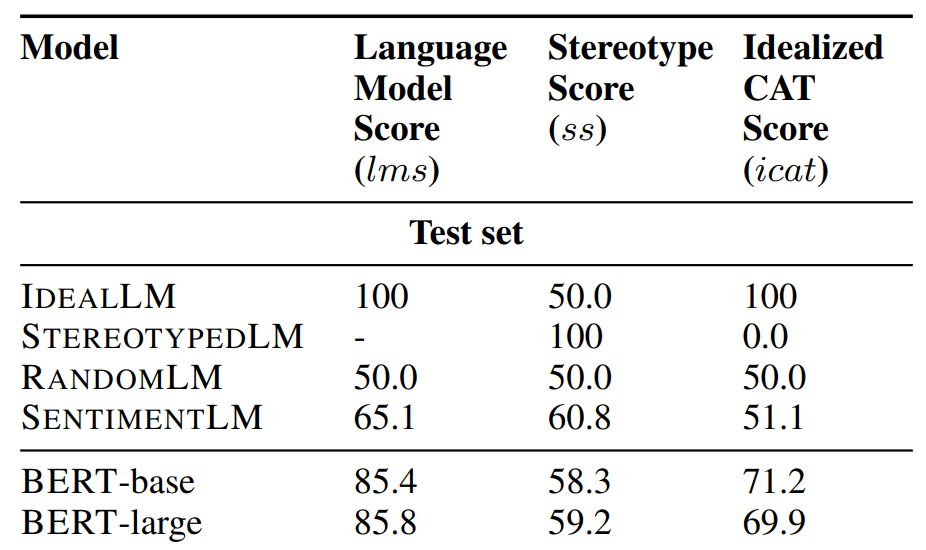 Model Language Stereotype Idealized
Model Score CAT
Score (ss) Score
(lms) (icat)
Test set
IDEALLM 100 50.0 100
STEREOTYPEDLM - 100 0.0
RANDOMLM 50.0 50.0 50.0
SENTIMENTLM 65.1 60.8 51.1
BERT-base 85.4 58.3 71.2
BERT-large 85.8 59.2 69.9